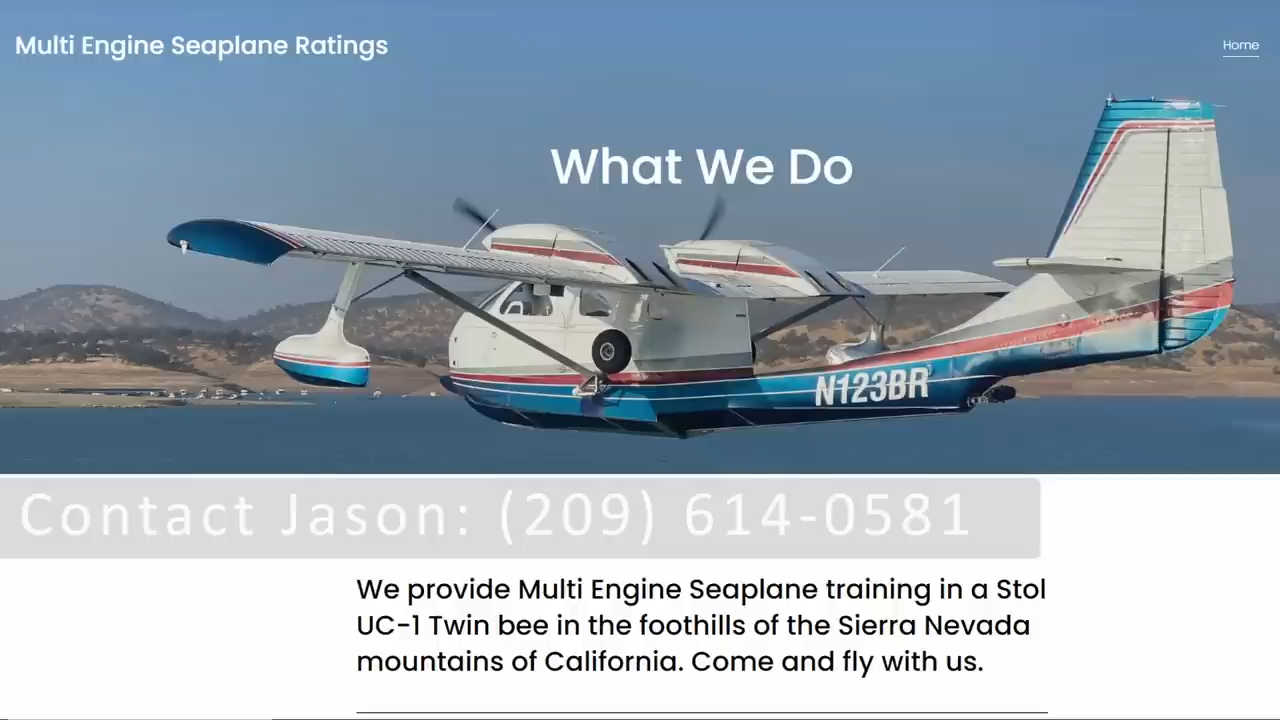 Multi Engine Seaplane Ratings
Home
What We Do
N123BR
Contact Jason: (209) 614-0581
We provide Multi Engine Seaplane training in a Stol
UC-1 Twin bee in the foothills of the Sierra Nevada
mountains of California. Come and fly with us.